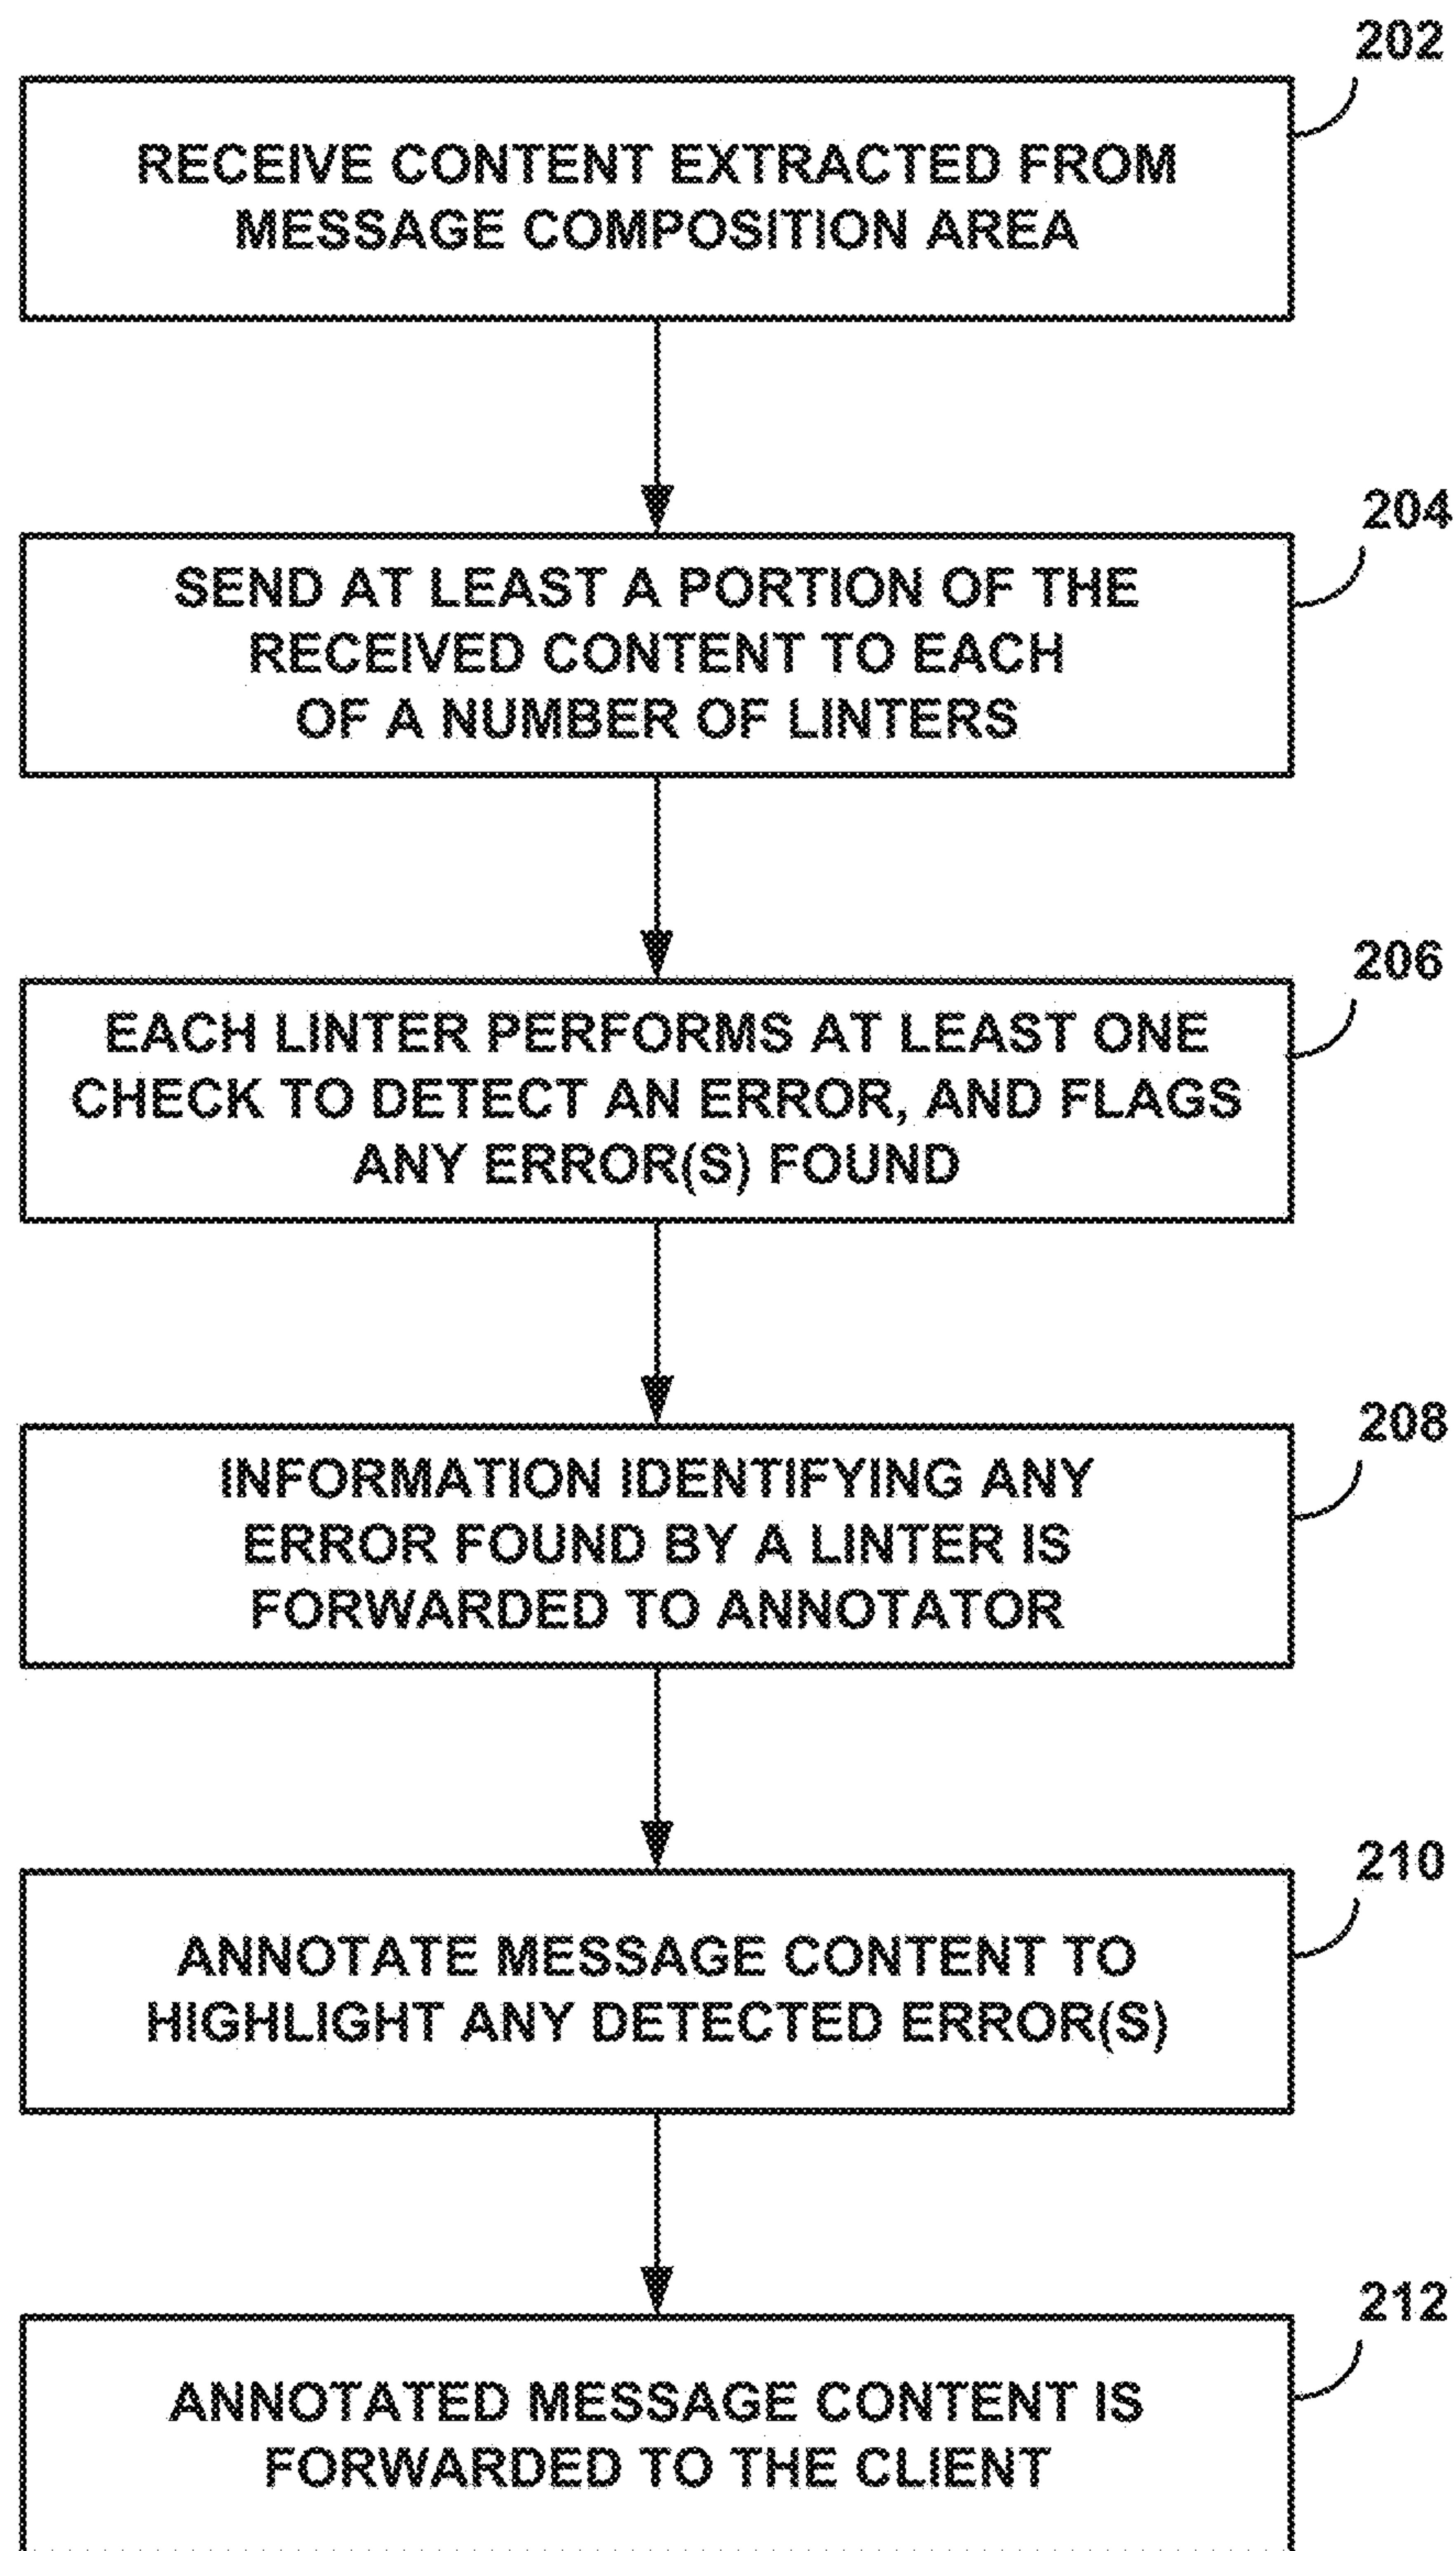 202
RECEIVE CONTENT EXTRACTED FROM
MESSAGE COMPOSITION AREA
204
SEND AT LEAST A PORTION OF THE
RECEIVED CONTENT TO EACH
OF A NUMBER OF LINTERS
206
EACH LINTER PERFORMS AT LEAST ONE
CHECK TO DETECT AN ERROR, AND FLAGS
ANY ERROR(S) FOUND
208
INFORMATION IDENTIFYING ANY
ERROR FOUND BY A LINTER IS
FORWARDED TO ANNOTATOR
210
ANNOTATE MESSAGE CONTENT TO
HIGHLIGHT ANY DETECTED ERROR(S)
212
ANNOTATED MESSAGE CONTENT IS
FORWARDED TO THE CLIENT